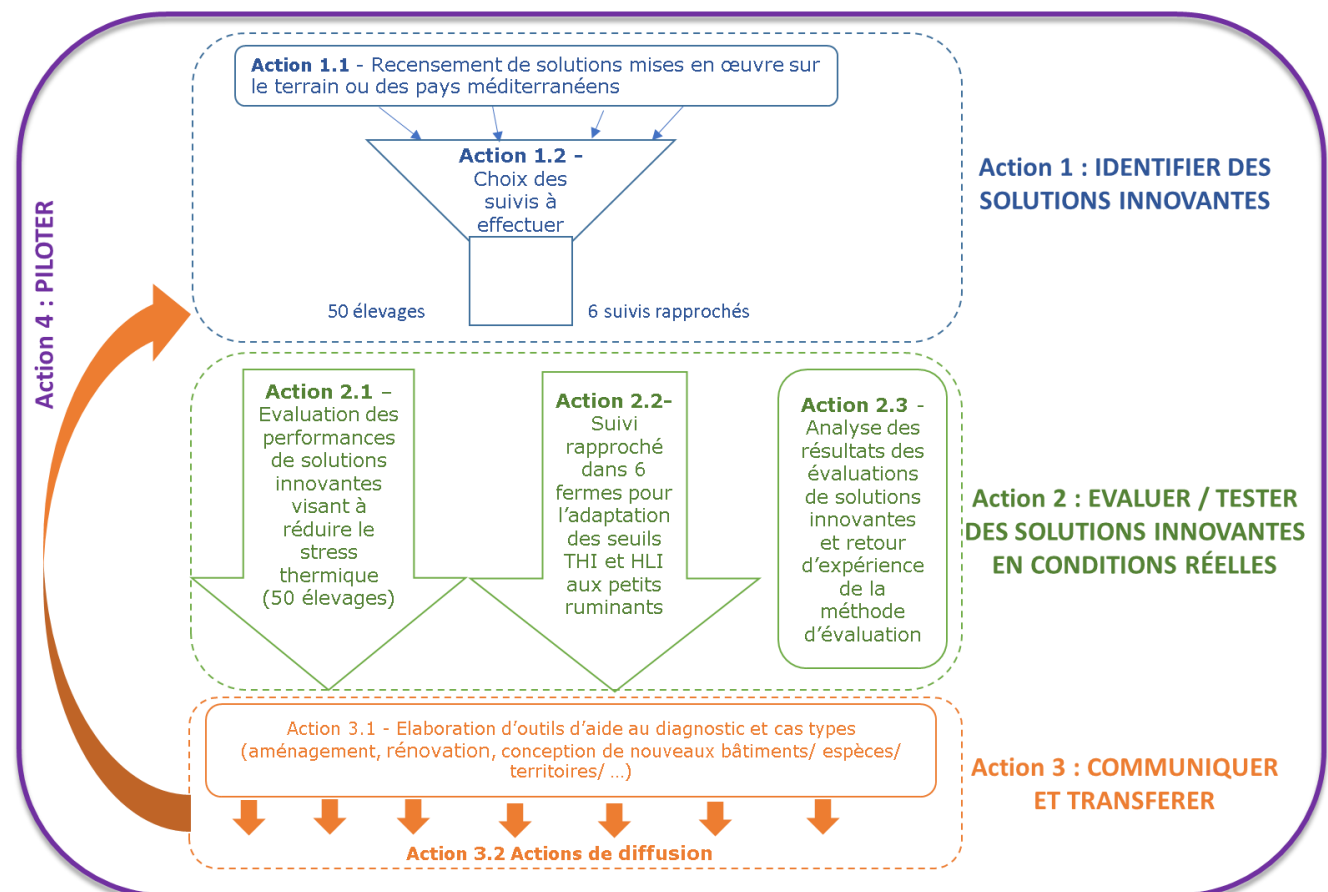 Action 1.1 - Recensement de solutions mises en œuvre sur
le terrain ou des pays méditerranéens
Action 1.2 -
Choix des
suivis à
effectuer
50 élevages
6 suivis rapprochés
Action 1 : IDENTIFIER DES
SOLUTIONS INNOVANTES
Action 4 : PILOTER
Action 2.1 –
Evaluation des
performances
de solutions
innovantes
visant à
réduire le
stress
thermique
(50 élevages)
Action 2.2-
Suivi
rapproché
dans 6
fermes pour
l’adaptation
des seuils
THI et HLI
aux petits
ruminants
Action 2.3 -
Analyse des
résultats des
évaluations
de solutions
innovantes
et retour
d’expérience
de la
méthode
d’évaluation
Action 2 : EVALUER / TESTER
DES SOLUTIONS INNOVANTES
EN CONDITIONS RÉELLES
Action 3.1 - Elaboration d’outils d’aide au diagnostic et cas types
(aménagement, rénovation, conception de nouveaux bâtiments/ espèces/
territoires/ …)
Action 3.2 Actions de diffusion
Action 3 : COMMUNIQUER
ET TRANSFERER